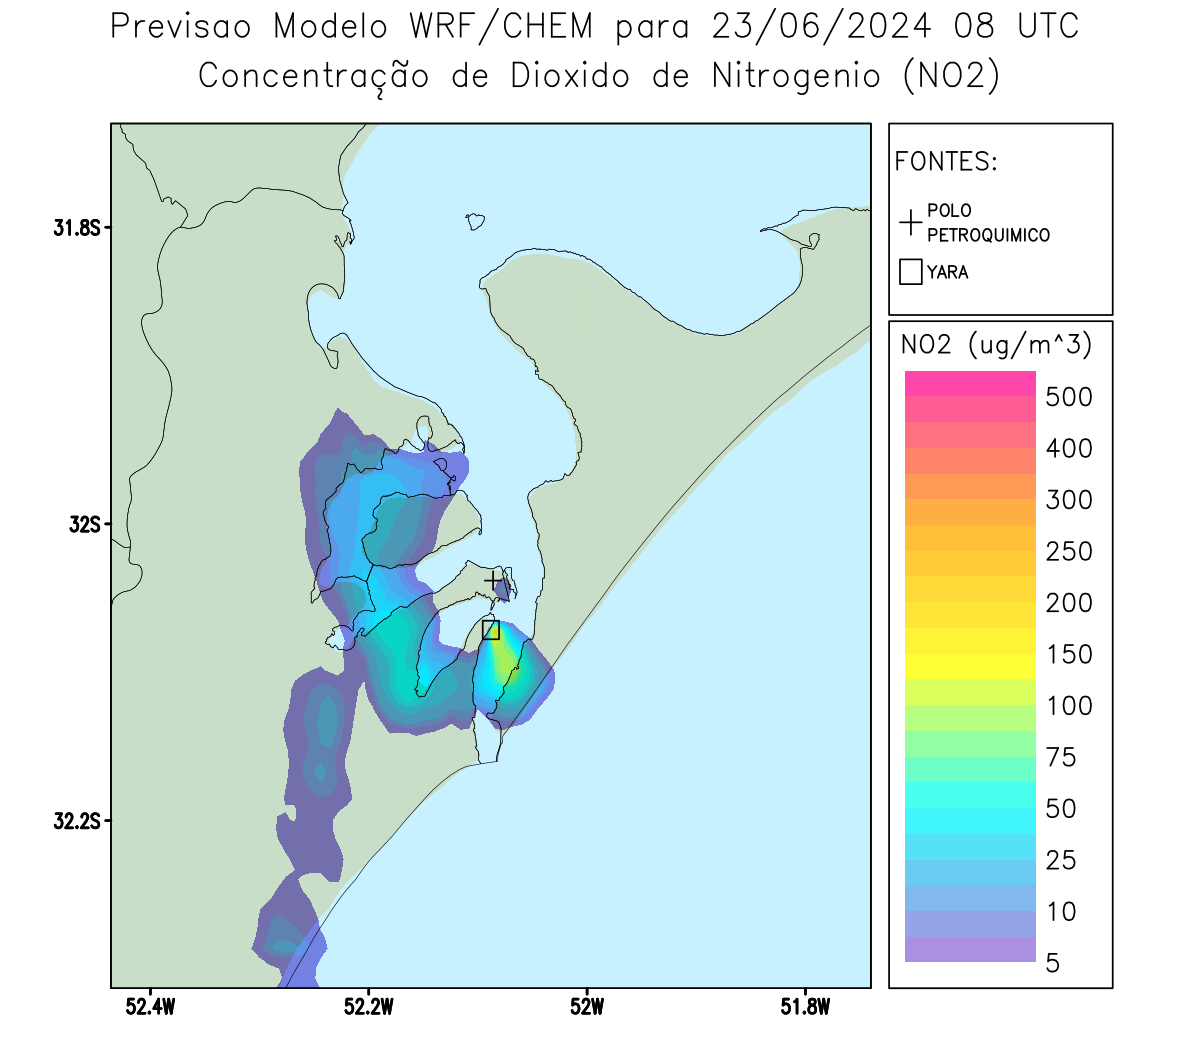 Previsao Modelo WRF/CHEM para 23/06/2024 08 UTC
Concentração de Dioxido de Nitrogenio (NO2)
FONTES:
POLO
PETROQUIMICO
YARA
NO2 (ug/m^3)
500
400
300
250
200
150
100
75
50
25
10
5
31.8S
32S
32.2S
52.4W
52.2W
52W
51.8W